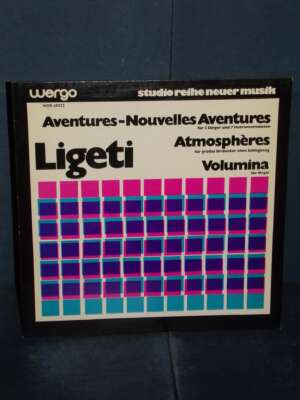 wergo
studio reihe neuer musik
WER 60022
Aventures-Nouvelles Aventures
für 3 Sänger und 7 Instrumentalisten
Ligeti
Atmosphères
für großes Orchester ohne Schlagzeug
Volumina
für Orgel